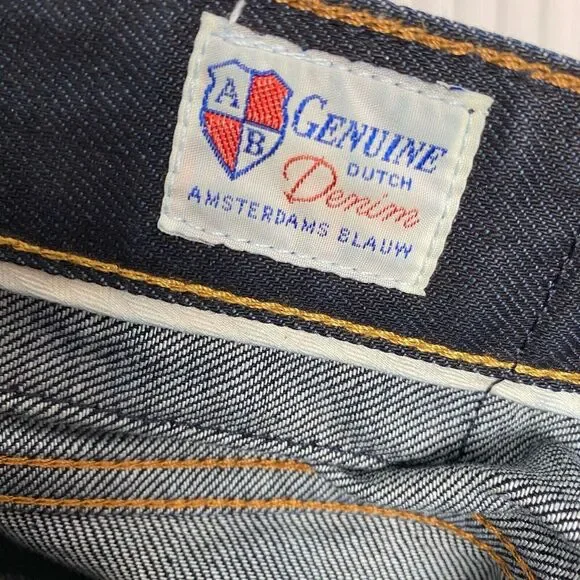 A
B
GENUINE
DUTCH
Denim
AMSTERDAMS BLAUW